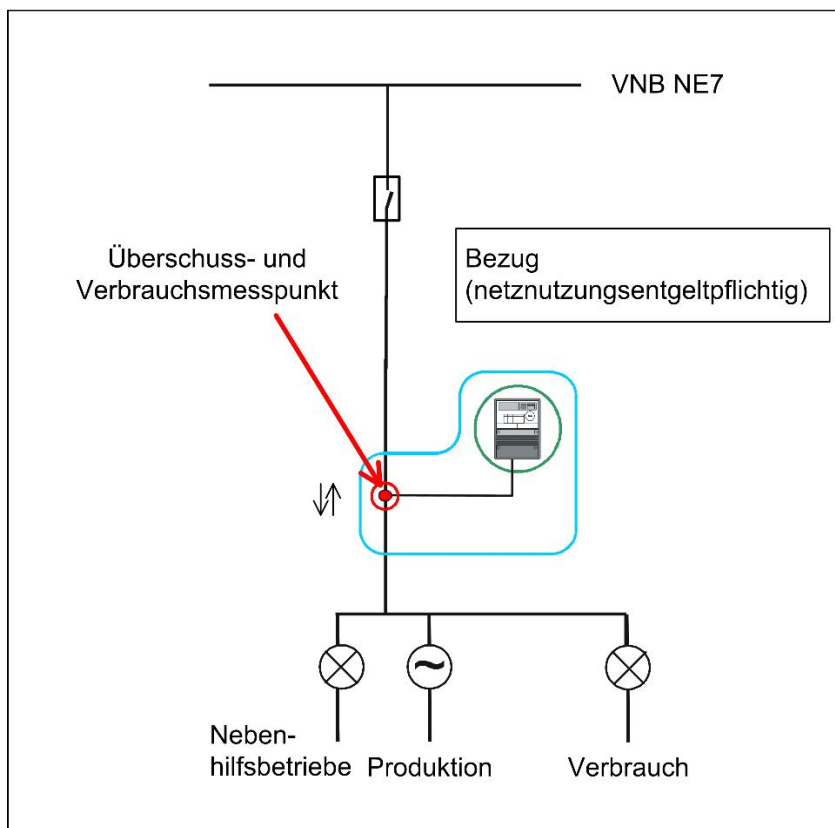 VNB NE7
Überschuss- und
Verbrauchsmesspunkt
Bezug
(netznutzungsentgeltpflichtig)
Neben-
hilfsbetriebe
Produktion
Verbrauch